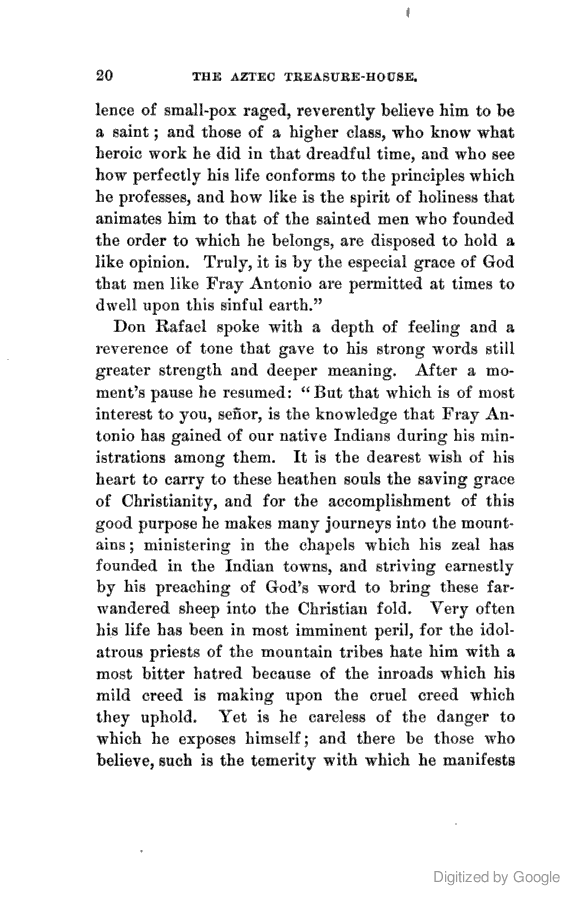 20 THE AZTEC TREASURE-HOUSE.
lence of small-pox raged, reverently believe him to be
a saint; and those of a higher class, who know what
heroic work he did in that dreadful time, and who see
how perfectly his life conforms to the principles which
he professes, and how like is the spirit of holiness that
animates him to that of the sainted men who founded
the order to which he belongs, are disposed to hold a
like opinion. Truly, it is by the especial grace of God
that men like Fray Antonio are permitted at times to
dwell upon this sinful earth.”
Don Rafael spoke with a depth of feeling and a
reverence of tone that gave to his strong words still
greater strength and deeper meaning. After a mo-
ment's pause he resumed: “But that which is of most
interest to you, señor, is the knowledge that Fray An-
tonio has gained of our native Indians during his min-
istrations among them. It is the dearest wish of his
heart to carry to these heathen souls the saving grace
of Christianity, and for the accomplishment of this
good purpose he makes many journeys into the mount-
ains; ministering in the chapels which his zeal has
founded in the Indian towns, and striving earnestly
by his preaching of God's word to bring these far-
wandered sheep into the Christian fold. Very often
his life has been in most imminent peril, for the idol-
atrous priests of the mountain tribes hate him with a
most bitter hatred because of the inroads which his
mild creed is making upon the cruel creed which
they uphold. Yet is he careless of the danger to
which he exposes himself; and there be those who
believe, such is the temerity with which he manifests
Digitized by Google